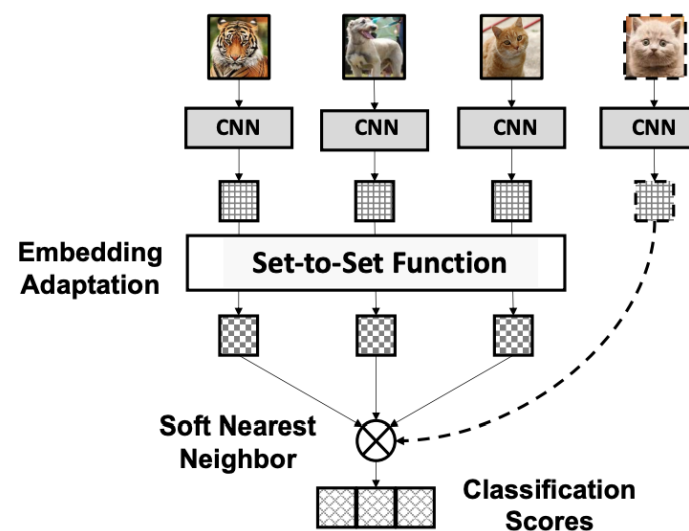 CNN
CNN
CNN
CNN
Embedding
Adaptation
Set-to-Set Function
Soft Nearest
Neighbor
Classification
Scores